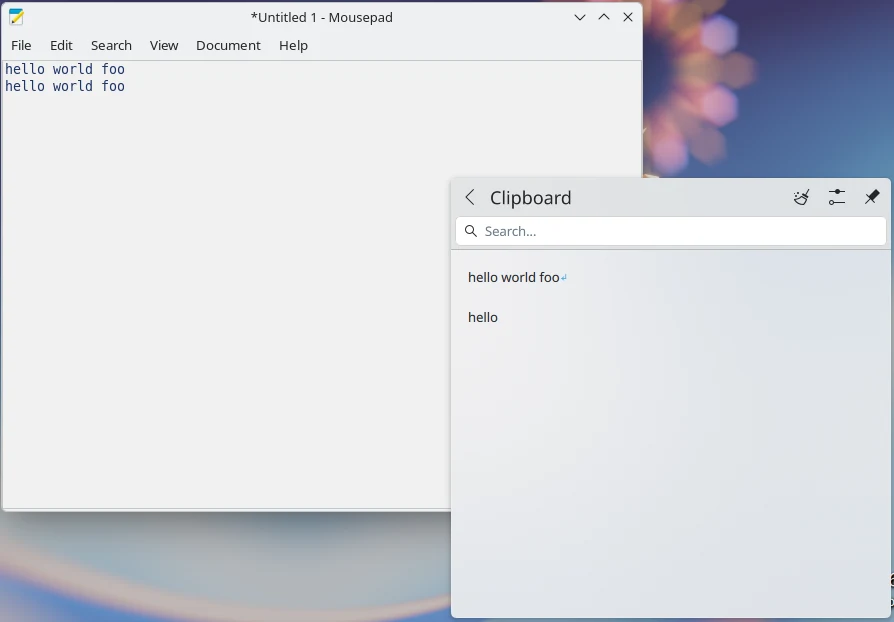 *Untitled 1 - Mousepad
File Edit Search View Document Help
hello world foo
hello world foo
Clipboard
Search...
hello world foo↲
hello